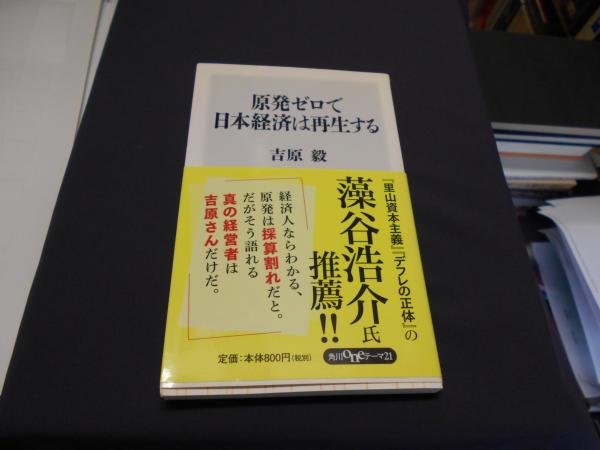 原発ゼロで
日本経済は再生する
吉原 毅
『里山資本主義』『デフレの正体』の
藻谷浩介氏
推薦!!
経済人ならわかる、
原発は採算割れだと。
だがそう語れる
真の経営者は
吉原さんだけだ。
定価:本体800円(税別)
角川oneテーマ21